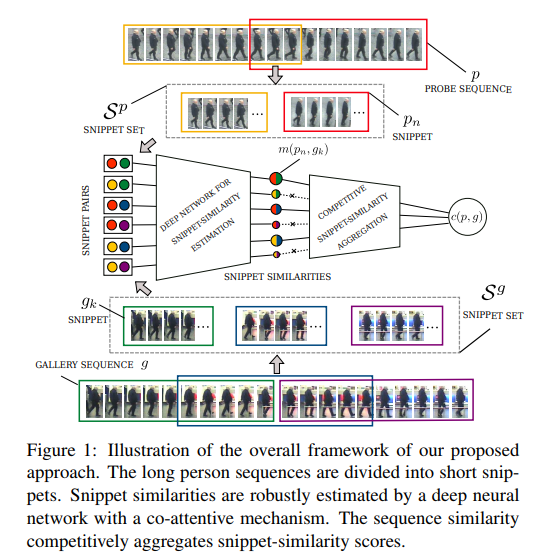 p
PROBE SEQUENCE
S^p
SNIPPET SET
...
...
p_n
SNIPPET
m(p_n, g_k)
SNIPPET PAIRS
DEEP NETWORK FOR
SNIPPET-SIMILARITY
ESTIMATION
COMPETITIVE
SNIPPET-SIMILARITY
AGGREGATION
c(p, g)
SNIPPET SIMILARITIES
g_k
SNIPPET
...
...
...
S^g
SNIPPET SET
GALLERY SEQUENCE g
Figure 1: Illustration of the overall framework of our proposed
approach. The long person sequences are divided into short snip-
pets. Snippet similarities are robustly estimated by a deep neural
network with a co-attentive mechanism. The sequence similarity
competitively aggregates snippet-similarity scores.